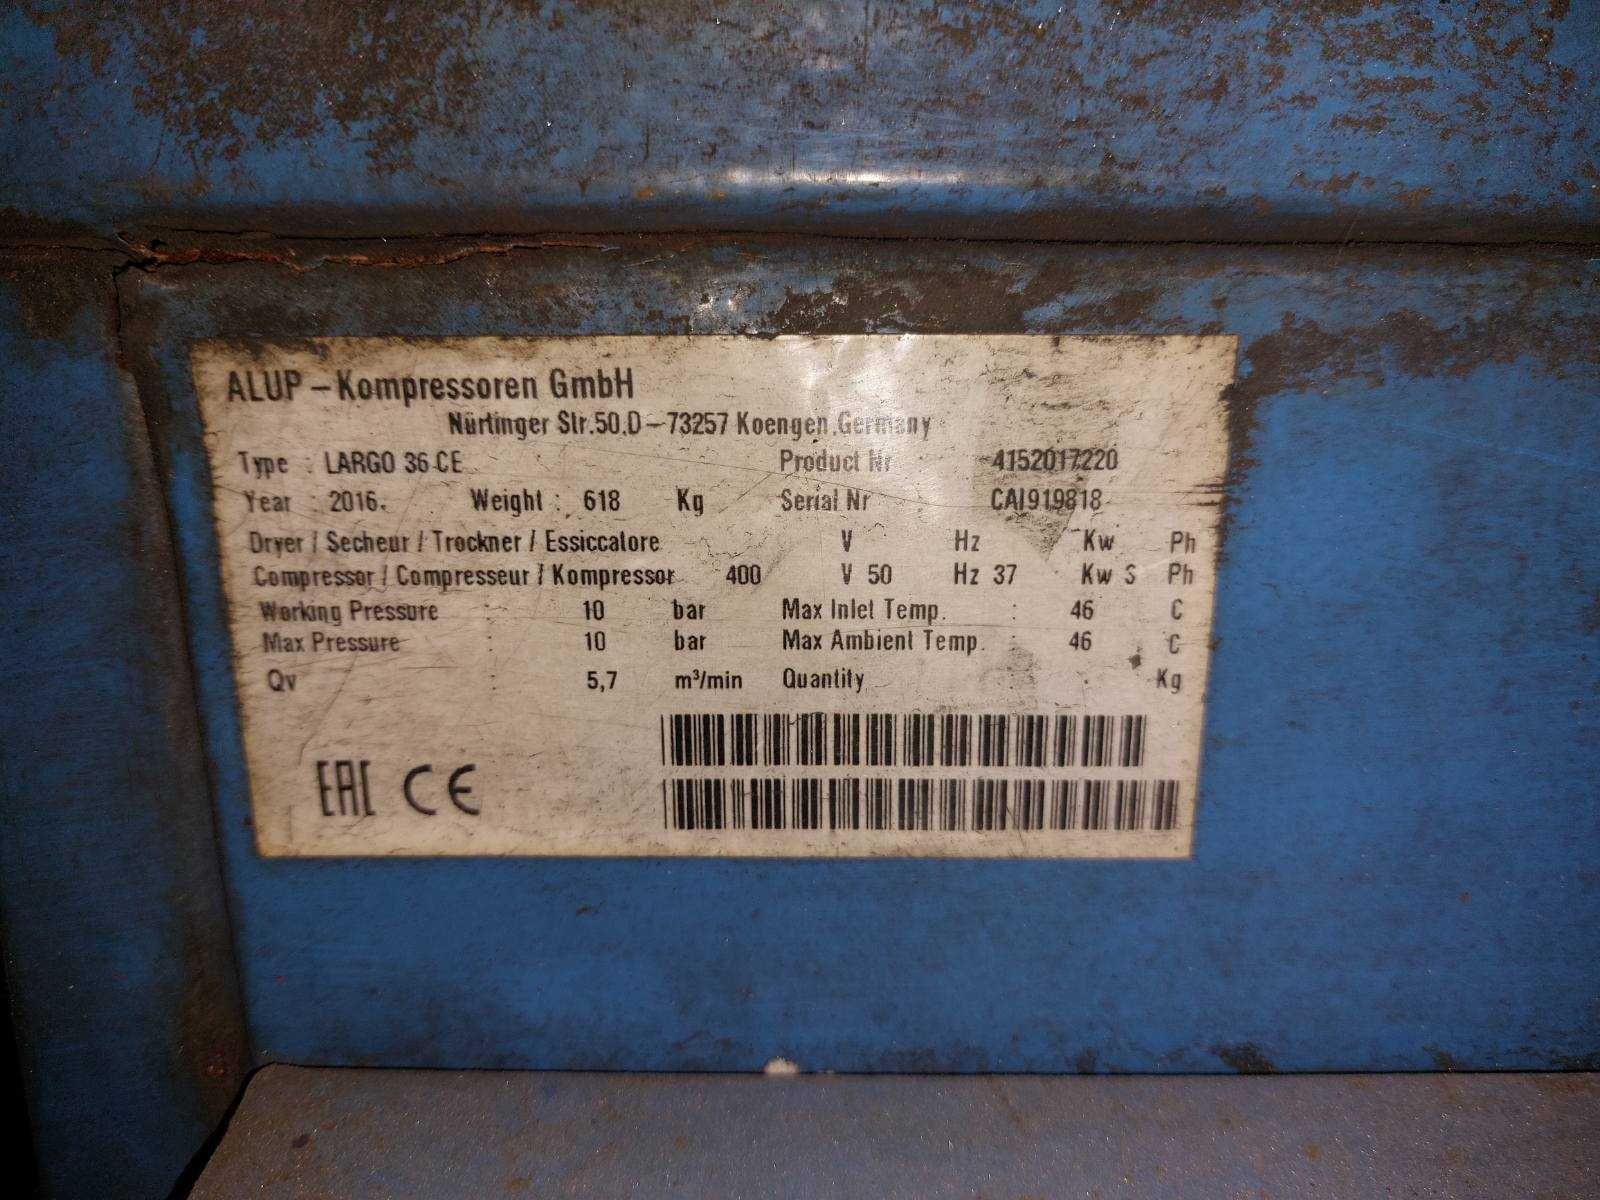 ALUP – Kompressoren GmbH
Nürtinger Str.50.D–73257 Koengen.Germany
Type : LARGO 36 CE Product Nr 4152017220
Year : 2016. Weight : 618 Kg Serial Nr CAI919818
Dryer / Secheur / Trockner / Essiccatore V Hz Kw Ph
Compressor / Compresseur / Kompressor 400 V 50 Hz 37 Kw 3 Ph
Working Pressure : 10 bar Max Inlet Temp. : 46 C
Max Pressure : 10 bar Max Ambient Temp. : 46 C
Qv : 5,7 m³/min Quantity . Kg
EAC CE